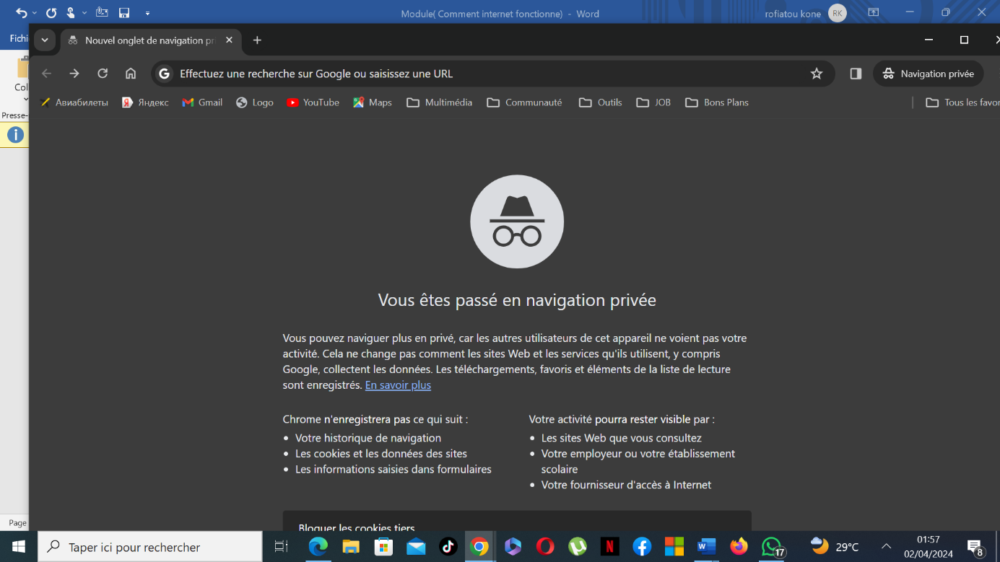 Module( Comment internet fonctionne) - Word
rofiatou kone
RK
Fichi
Nouvel onglet de navigation pri
Col
Effectuez une recherche sur Google ou saisissez une URL
Navigation privée
Presse-
Авиабилеты
Яндекс
Gmail
Logo
YouTube
Maps
Multimédia
Communauté
Outils
JOB
Bons Plans
Tous les favor
Vous êtes passé en navigation privée
Vous pouvez naviguer plus en privé, car les autres utilisateurs de cet appareil ne voient pas votre
activité. Cela ne change pas comment les sites Web et les services qu'ils utilisent, y compris
Google, collectent les données. Les téléchargements, favoris et éléments de la liste de lecture
sont enregistrés. En savoir plus
Chrome n'enregistrera pas ce qui suit :
• Votre historique de navigation
• Les cookies et les données des sites
• Les informations saisies dans formulaires
Votre activité pourra rester visible par :
• Les sites Web que vous consultez
• Votre employeur ou votre établissement
scolaire
• Votre fournisseur d'accès à Internet
Bloquer les cookies tiers
Page
Taper ici pour rechercher
17
29°C
01:57
02/04/2024
8